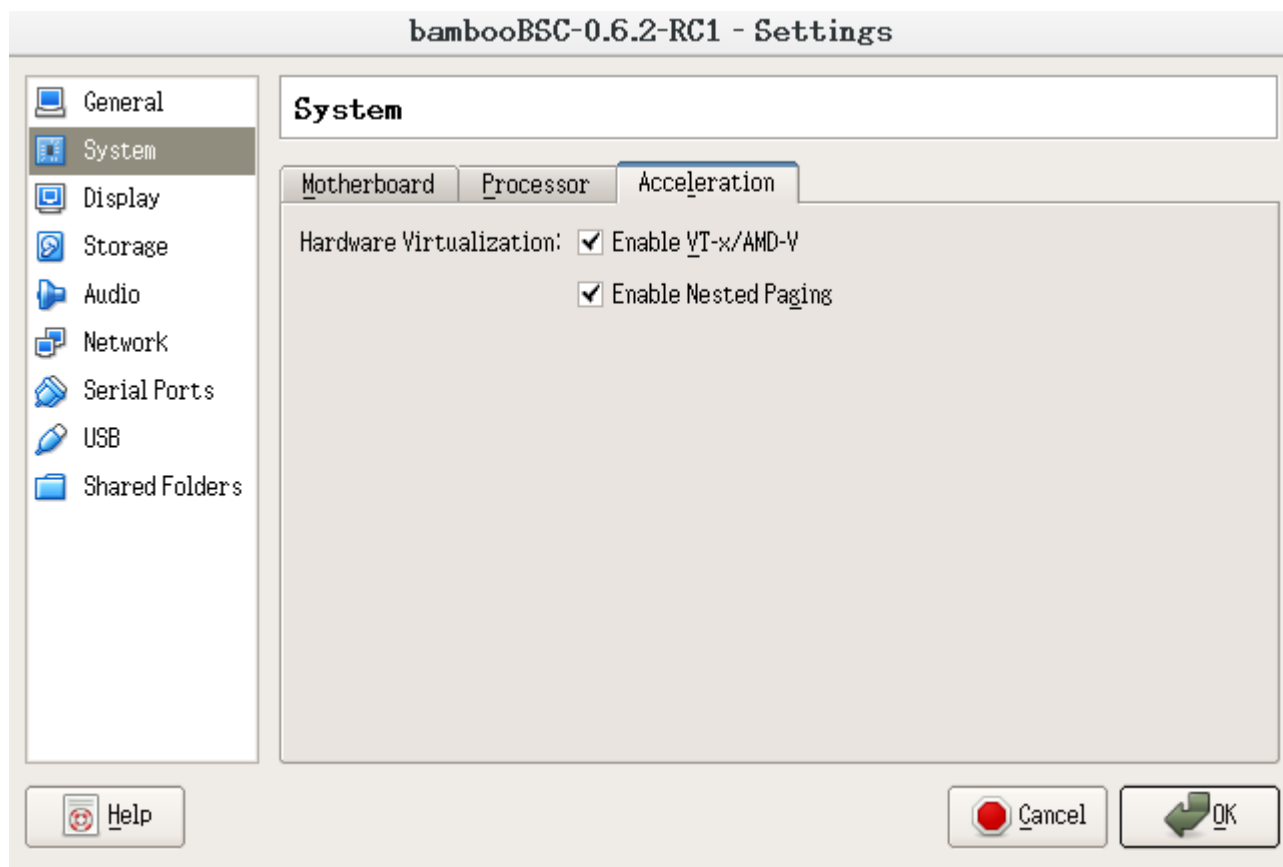 bambooBSC-0.6.2-RC1 - Settings
General
System
Display
Storage
Audio
Network
Serial Ports
USB
Shared Folders
System
Motherboard Processor Acceleration
Hardware Virtualization: Enable VT-x/AMD-V
Enable Nested Paging
Help Cancel OK